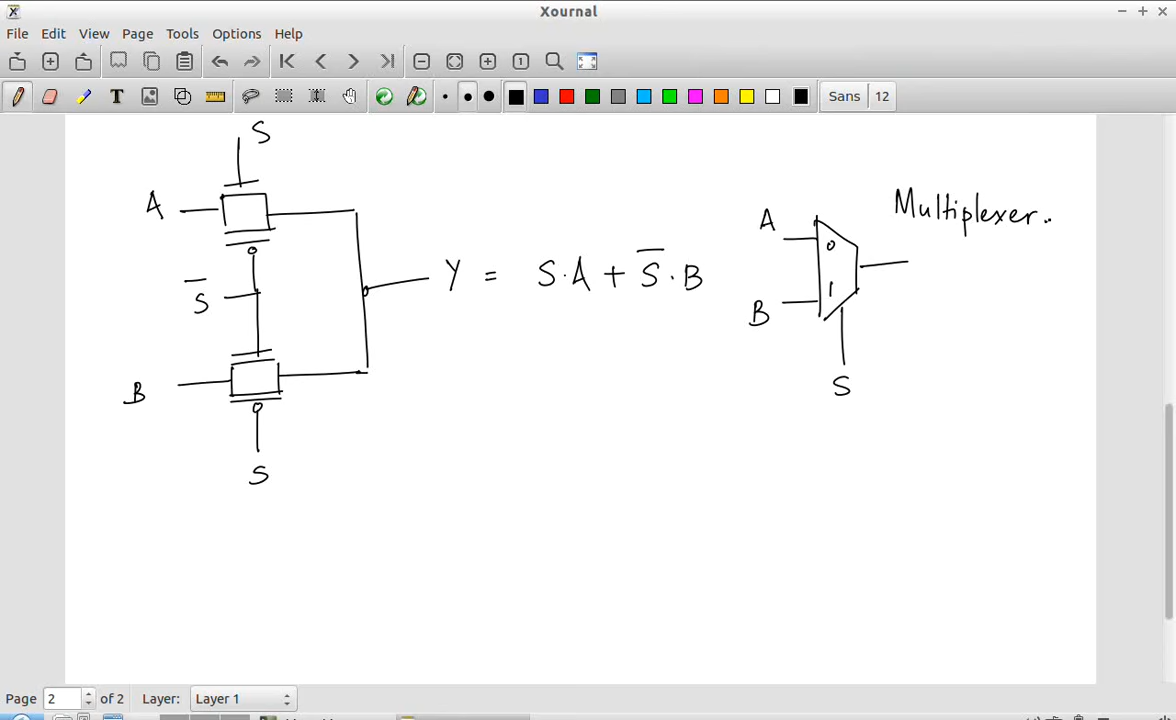 Xournal
File Edit View Page Tools Options Help
Sans 12
S
A
S̅
Y = S·A + S̅·B
B
S
Multiplexer.
A
0
1
B
S
Page 2 of 2 Layer: Layer 1